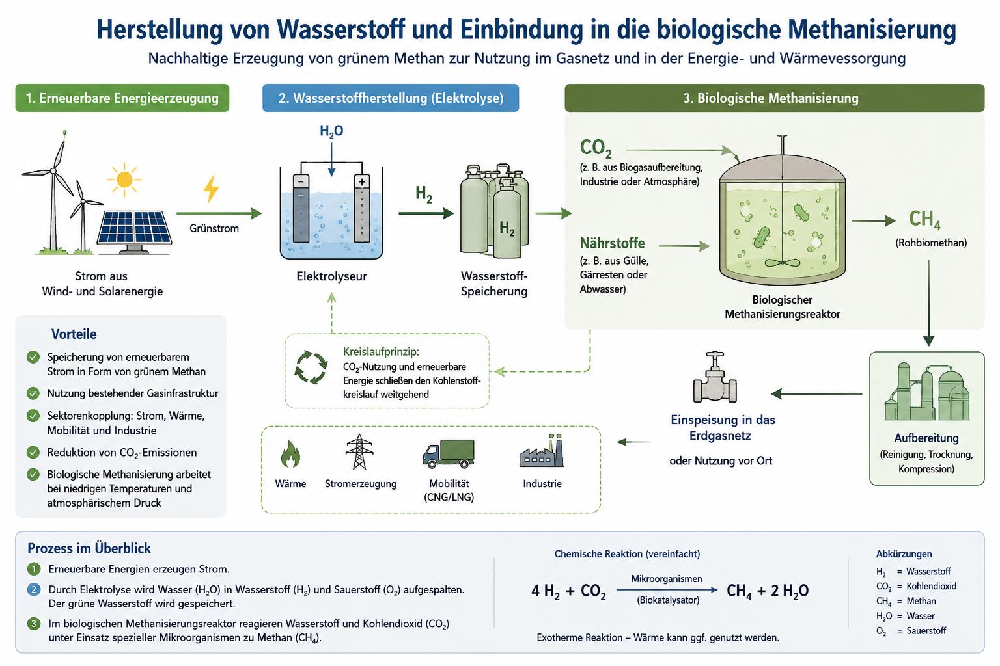 Herstellung von Wasserstoff und Einbindung in die biologische Methanisierung
Nachhaltige Erzeugung von grünem Methan zur Nutzung im Gasnetz und in der Energie- und Wärmevessorgung
1. Erneuerbare Energieerzeugung
Grünstrom
Strom aus
Wind- und Solarenergie
2. Wasserstoffherstellung (Elektrolyse)
H₂O
−
+
Elektrolyseur
H₂
H₂
Wasserstoff-
Speicherung
3. Biologische Methanisierung
CO₂
(z. B. aus Biogasaufbereitung,
Industrie oder Atmosphäre)
Nährstoffe
(z. B. aus Gülle,
Gärresten oder
Abwasser)
Biologischer
Methanisierungsreaktor
CH₄
(Rohbiomethan)
Vorteile
Speicherung von erneuerbarem
Strom in Form von grünem Methan
Nutzung bestehender Gasinfrastruktur
Sektorenkopplung: Strom, Wärme,
Mobilität und Industrie
Reduktion von CO₂-Emissionen
Biologische Methanisierung arbeitet
bei niedrigen Temperaturen und
atmosphärischem Druck
Kreislaufprinzip:
CO₂-Nutzung und erneuerbare
Energie schließen den Kohlenstoff-
kreislauf weitgehend
Wärme
Stromerzeugung
Mobilität
(CNG/LNG)
Industrie
Einspeisung in das
Erdgasnetz
oder Nutzung vor Ort
Aufbereitung
(Reinigung, Trocknung,
Kompression)
Prozess im Überblick
1 Erneuerbare Energien erzeugen Strom.
2 Durch Elektrolyse wird Wasser (H₂O) in Wasserstoff (H₂) und Sauerstoff (O₂) aufgespalten.
Der grüne Wasserstoff wird gespeichert.
3 Im biologischen Methanisierungsreaktor reagieren Wasserstoff und Kohlendioxid (CO₂)
unter Einsatz spezieller Mikroorganismen zu Methan (CH₄).
Chemische Reaktion (vereinfacht)
Mikroorganismen
4 H₂ + CO₂ → CH₄ + 2 H₂O
(Biokatalysator)
Exotherme Reaktion – Wärme kann ggf. genutzt werden.
Abkürzungen
H₂ = Wasserstoff
CO₂ = Kohlendioxid
CH₄ = Methan
H₂O = Wasser
O₂ = Sauerstoff